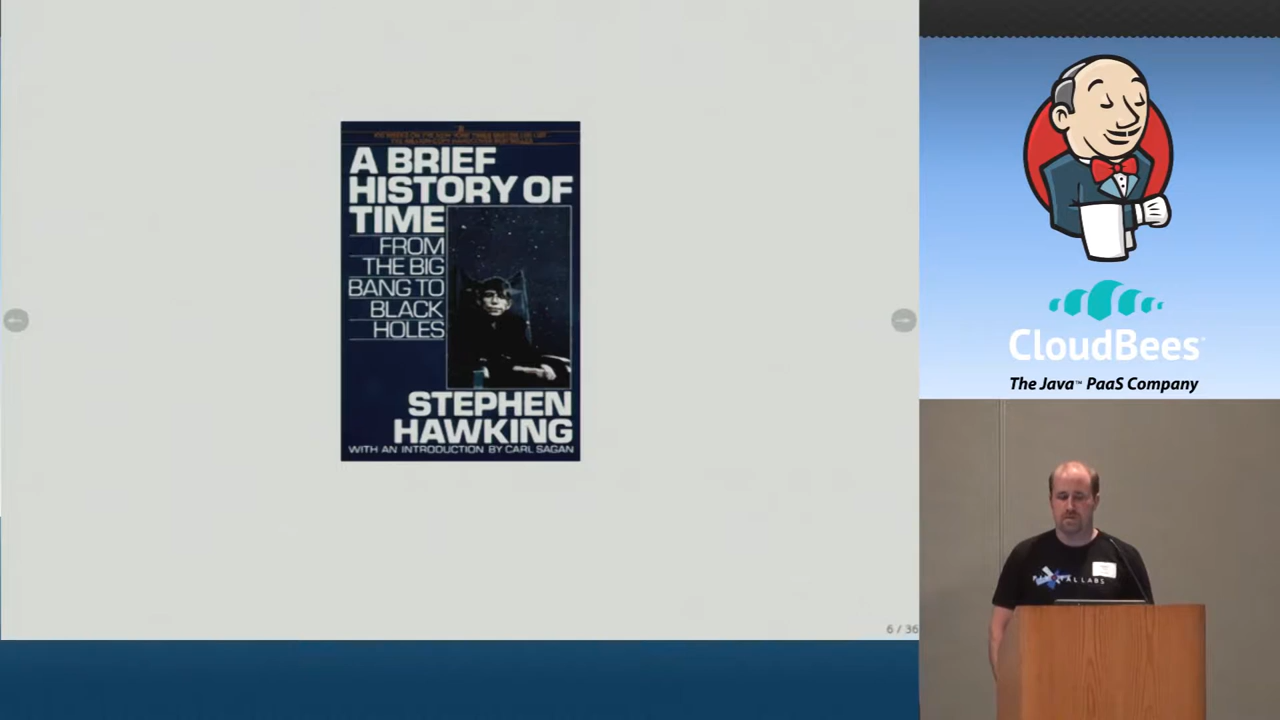 A BRIEF
HISTORY OF
TIME
FROM
THE BIG
BANG TO
BLACK
HOLES
STEPHEN
HAWKING
WITH AN INTRODUCTION BY CARL SAGAN
6 / 36
CloudBees
The Java™ PaaS Company
LABS